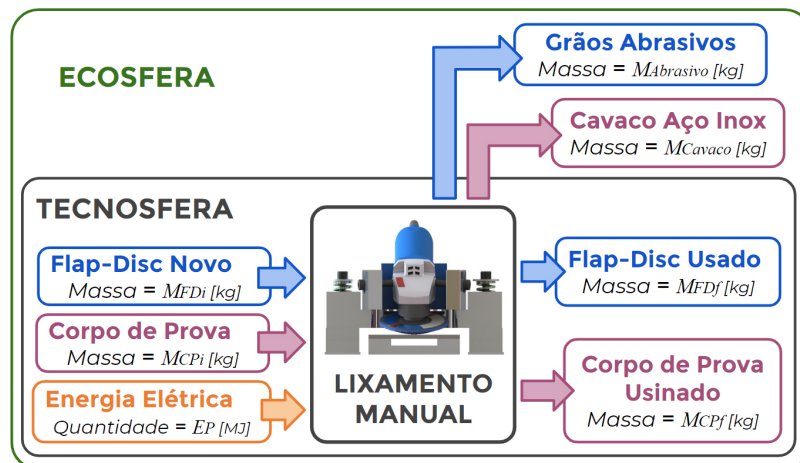 ECOSFERA
Grãos Abrasivos
Massa = MAbrasivo [kg]
Cavaco Aço Inox
Massa = MCavaco [kg]
TECNOSFERA
Flap-Disc Novo
Massa = MFDi [kg]
Corpo de Prova
Massa = MCPi [kg]
Energia Elétrica
Quantidade = EP [MJ]
LIXAMENTO
MANUAL
Flap-Disc Usado
Massa = MFDf [kg]
Corpo de Prova
Usinado
Massa = MCPf [kg]